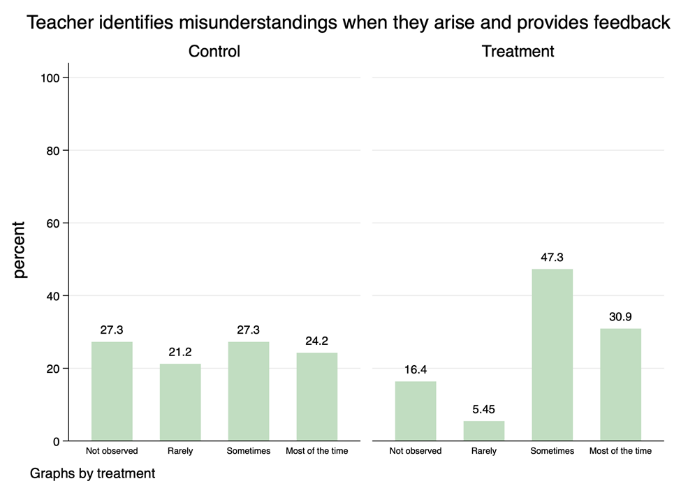 Teacher identifies misunderstandings when they arise and provides feedback
Control
Treatment
percent
100
80
60
40
20
0
27.3
21.2
27.3
24.2
16.4
5.45
47.3
30.9
Not observed
Rarely
Sometimes
Most of the time
Not observed
Rarely
Sometimes
Most of the time
Graphs by treatment